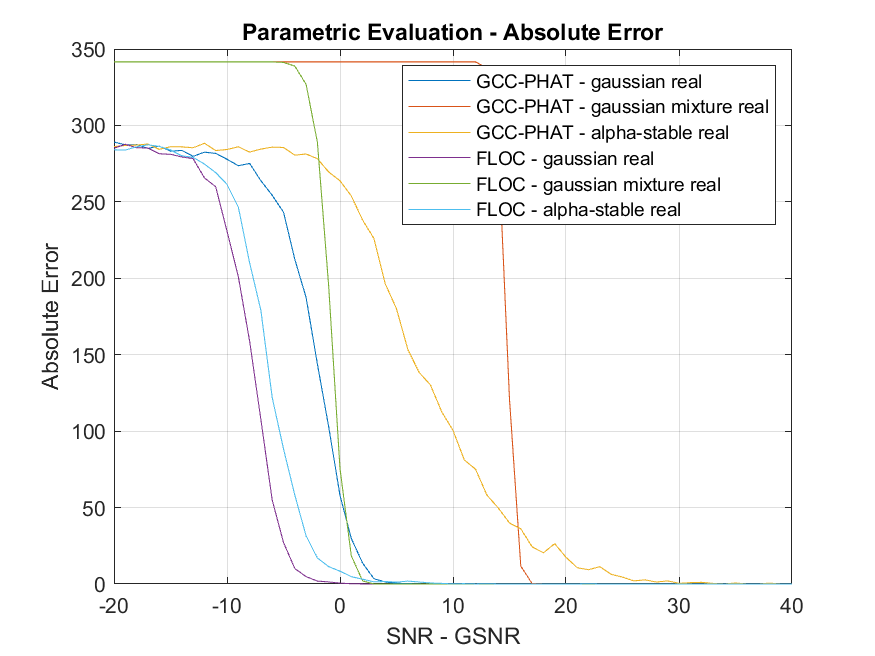 Parametric Evaluation - Absolute Error
350
300
250
200
150
100
50
0
Absolute Error
GCC-PHAT - gaussian real
GCC-PHAT - gaussian mixture real
GCC-PHAT - alpha-stable real
FLOC - gaussian real
FLOC - gaussian mixture real
FLOC - alpha-stable real
-20
-10
0
10
20
30
40
SNR - GSNR